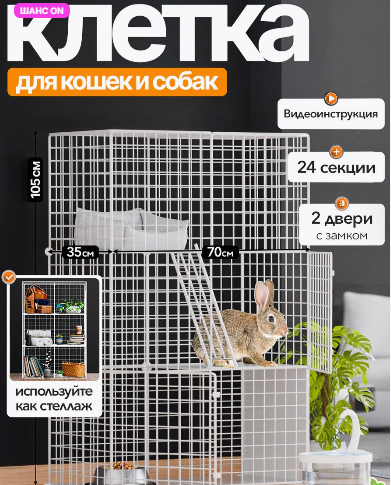 ШАНС ON
клетка
для кошек и собак
Видеоинструкция
105 см
24 секции
2 двери
с замком
35 см
70 см
используйте
как стеллаж